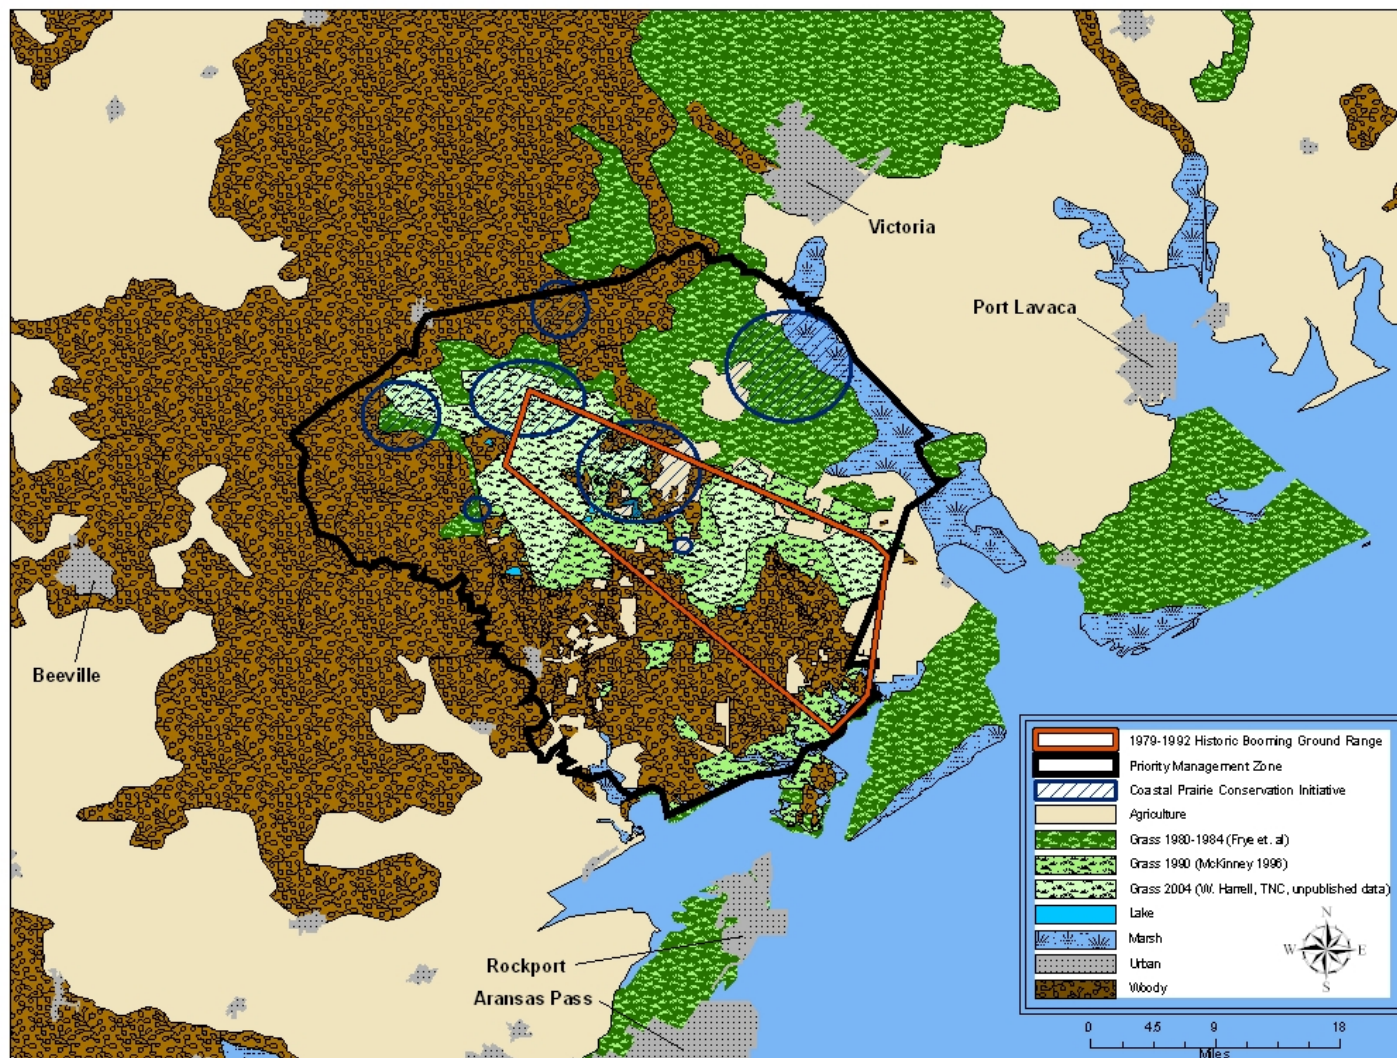 Victoria
Port Lavaca
Beeville
Rockport
Aransas Pass
1979-1992 Historic Booming Ground Range
Priority Management Zone
Coastal Prairie Conservation Initiative
Agriculture
Grass 1980-1984 (Frye et. al)
Grass 1990 (McKinney 1996)
Grass 2004 (W. Harrell, TNC, unpublished data)
Lake
Marsh
Urban
Woody
N
W E
S
0 4.5 9 18
Miles